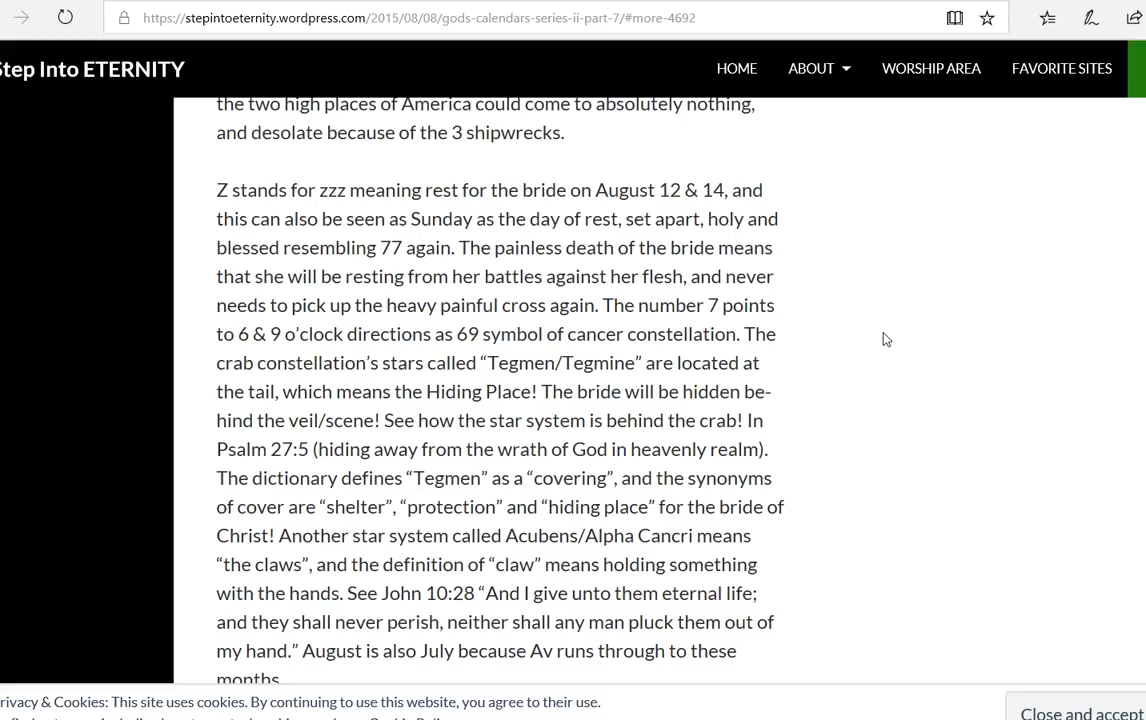 https://stepintoeternity.wordpress.com/2015/08/08/gods-calendars-series-ii-part-7/#more-4692
Step Into ETERNITY
HOME ABOUT WORSHIP AREA FAVORITE SITES
the two high places of America could come to absolutely nothing,
and desolate because of the 3 shipwrecks.
Z stands for zzz meaning rest for the bride on August 12 & 14, and
this can also be seen as Sunday as the day of rest, set apart, holy and
blessed resembling 77 again. The painless death of the bride means
that she will be resting from her battles against her flesh, and never
needs to pick up the heavy painful cross again. The number 7 points
to 6 & 9 o’clock directions as 69 symbol of cancer constellation. The
crab constellation’s stars called “Tegmen/Tegmine” are located at
the tail, which means the Hiding Place! The bride will be hidden be-
hind the veil/scene! See how the star system is behind the crab! In
Psalm 27:5 (hiding away from the wrath of God in heavenly realm).
The dictionary defines “Tegmen” as a “covering”, and the synonyms
of cover are “shelter”, “protection” and “hiding place” for the bride of
Christ! Another star system called Acubens/Alpha Cancri means
“the claws”, and the definition of “claw” means holding something
with the hands. See John 10:28 “And I give unto them eternal life;
and they shall never perish, neither shall any man pluck them out of
my hand.” August is also July because Av runs through to these
months.
rivacy & Cookies: This site uses cookies. By continuing to use this website, you agree to their use.
Close and accept